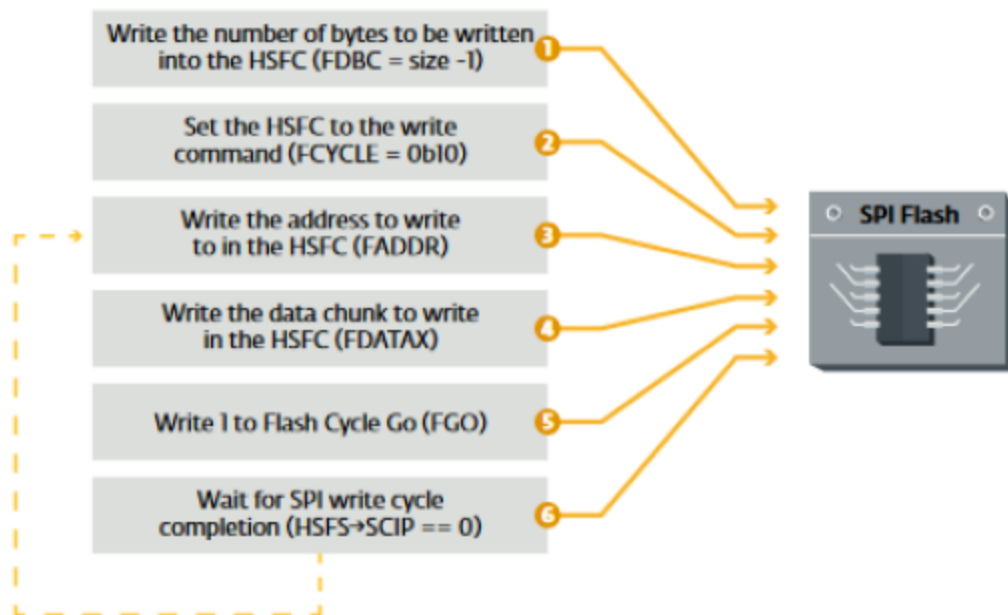 Write the number of bytes to be written
into the HSFC (FDBC = size -1)
1
Set the HSFC to the write
command (FCYCLE = 0b10)
2
Write the address to write
to in the HSFC (FADDR)
3
Write the data chunk to write
in the HSFC (FDATAX)
4
Write 1 to Flash Cycle Go (FGO)
5
Wait for SPI write cycle
completion (HSFS→SCIP == 0)
6
SPI Flash